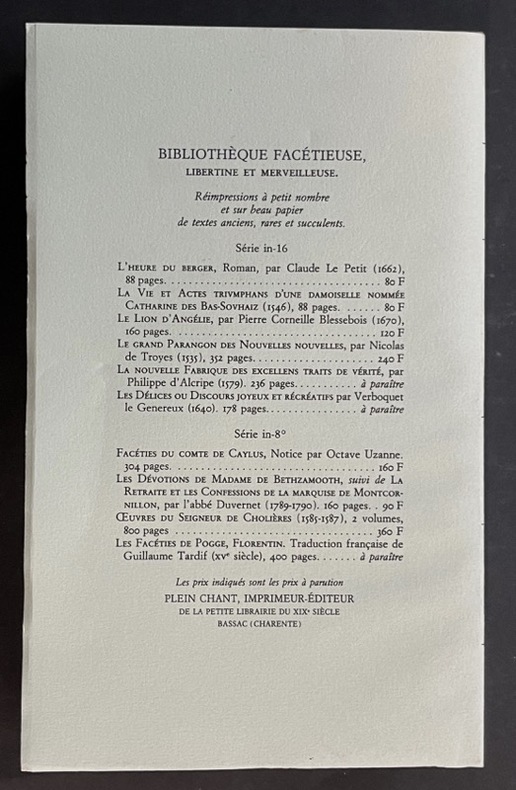 BIBLIOTHÈQUE FACÉTIEUSE,
LIBERTINE ET MERVEILLEUSE.
Réimpressions à petit nombre
et sur beau papier
de textes anciens, rares et succulents.
Série in-16
L'HEURE DU BERGER, Roman, par Claude Le Petit (1662),
88 pages. . . . . . . . . . . . . . . . . . . . . . . . . . . . . . . . . . . 80 F
LA VIE ET ACTES TRIVMPHANS D'UNE DAMOISELLE NOMMÉE
CATHARINE DES BAS-SOVHAIZ (1546), 88 pages. . . . . . . 80 F
LE LION D'ANGÉLIE, par Pierre Corneille Blessebois (1670),
160 pages. . . . . . . . . . . . . . . . . . . . . . . . . . . . . . . . . 120 F
LE GRAND PARANGON DES NOUVELLES NOUVELLES, par Nicolas
de Troyes (1535), 352 pages. . . . . . . . . . . . . . . . . . . . 240 F
LA NOUVELLE FABRIQUE DES EXCELLENS TRAITS DE VÉRITÉ, par
Philippe d'Alcripe (1579). 236 pages. . . . . . . . . . . à paraître
LES DÉLICES OU DISCOURS JOYEUX ET RÉCRÉATIFS par Verboquet
le Genereux (1640). 178 pages. . . . . . . . . . . . . . . . à paraître
Série in-8°
FACÉTIES DU COMTE DE CAYLUS, Notice par Octave Uzanne.
304 pages. . . . . . . . . . . . . . . . . . . . . . . . . . . . . . . . 160 F
LES DÉVOTIONS DE MADAME DE BETHZAMOOTH, suivi de LA
RETRAITE ET LES CONFESSIONS DE LA MARQUISE DE MONTCOR-
NILLON, par l'abbé Duvernet (1789-1790). 160 pages. . 90 F
ŒUVRES DU SEIGNEUR DE CHOLIÈRES (1585-1587), 2 volumes,
800 pages . . . . . . . . . . . . . . . . . . . . . . . . . . . . . . . . 360 F
LES FACÉTIES DE POGGE, FLORENTIN. Traduction française de
Guillaume Tardif (XVe siècle), 400 pages. . . . . . . à paraître
Les prix indiqués sont les prix à parution
PLEIN CHANT, IMPRIMEUR-ÉDITEUR
DE LA PETITE LIBRAIRIE DU XIXe SIÈCLE
BASSAC (CHARENTE)